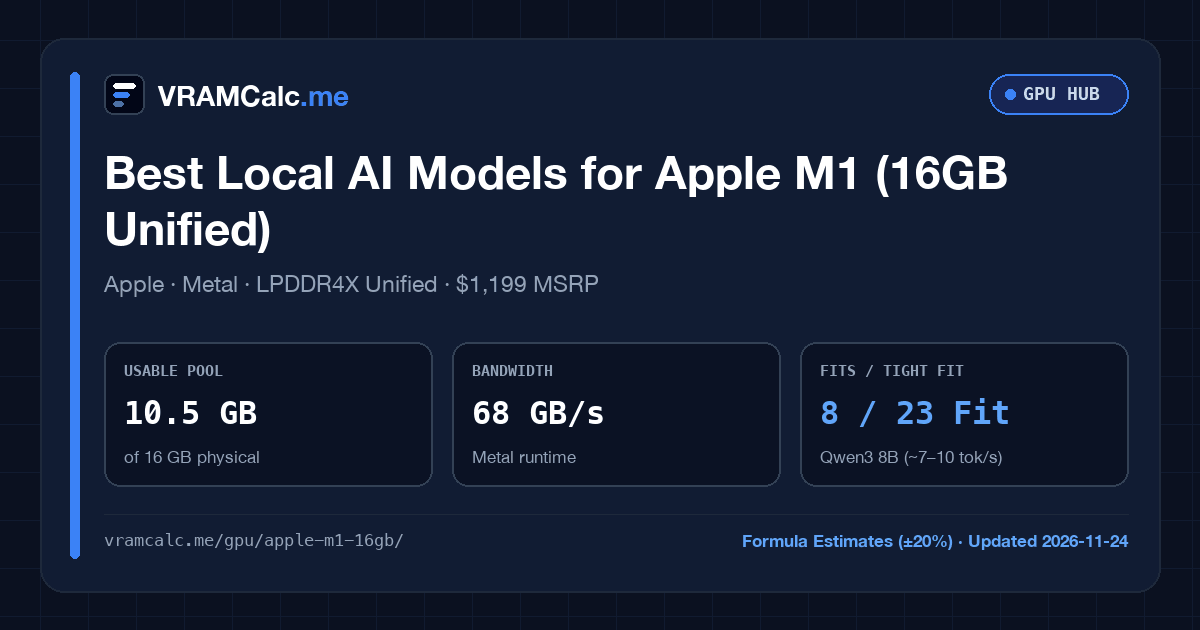 VRAMCalc.me
GPU HUB
Best Local AI Models for Apple M1 (16GB
Unified)
Apple · Metal · LPDDR4X Unified · $1,199 MSRP
USABLE POOL
10.5 GB
of 16 GB physical
BANDWIDTH
68 GB/s
Metal runtime
FITS / TIGHT FIT
8 / 23 Fit
Qwen3 8B (~7–10 tok/s)
vramcalc.me/gpu/apple-m1-16gb/
Formula Estimates (±20%) · Updated 2026-11-24